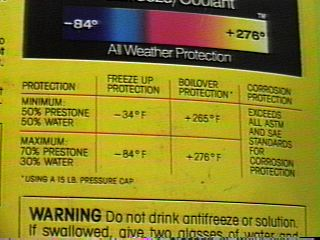 Coolant
TM
-84° +276°
All Weather Protection
PROTECTION FREEZE UP PROTECTION BOILOVER PROTECTION* CORROSION PROTECTION
MINIMUM:
50% PRESTONE
50% WATER
-34°F
+265°F
EXCEEDS
ALL ASTM
AND SAE
STANDARDS
FOR
CORROSION
PROTECTION
MAXIMUM:
70% PRESTONE
30% WATER
-84°F
+276°F
*USING A 15 LB. PRESSURE CAP
WARNING Do not drink antifreeze or solution.
If swallowed, give two glasses of water and